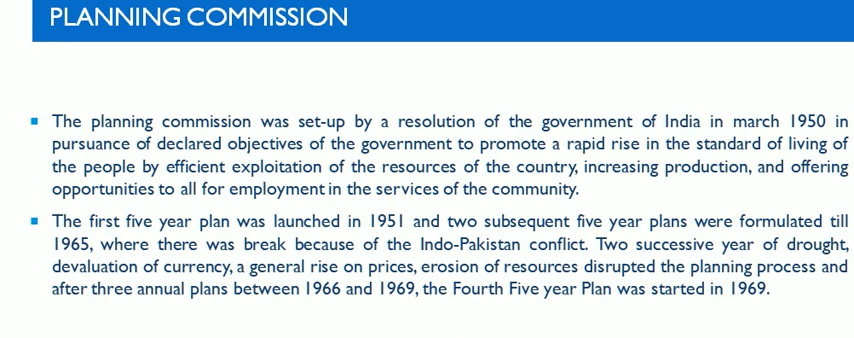 PLANNING COMMISSION
The planning commission was set-up by a resolution of the government of India in march 1950 in
pursuance of declared objectives of the government to promote a rapid rise in the standard of living of
the people by efficient exploitation of the resources of the country, increasing production, and offering
opportunities to all for employment in the services of the community.
The first five year plan was launched in 1951 and two subsequent five year plans were formulated till
1965, where there was break because of the Indo-Pakistan conflict. Two successive year of drought,
devaluation of currency, a general rise on prices, erosion of resources disrupted the planning process and
after three annual plans between 1966 and 1969, the Fourth Five year Plan was started in 1969.